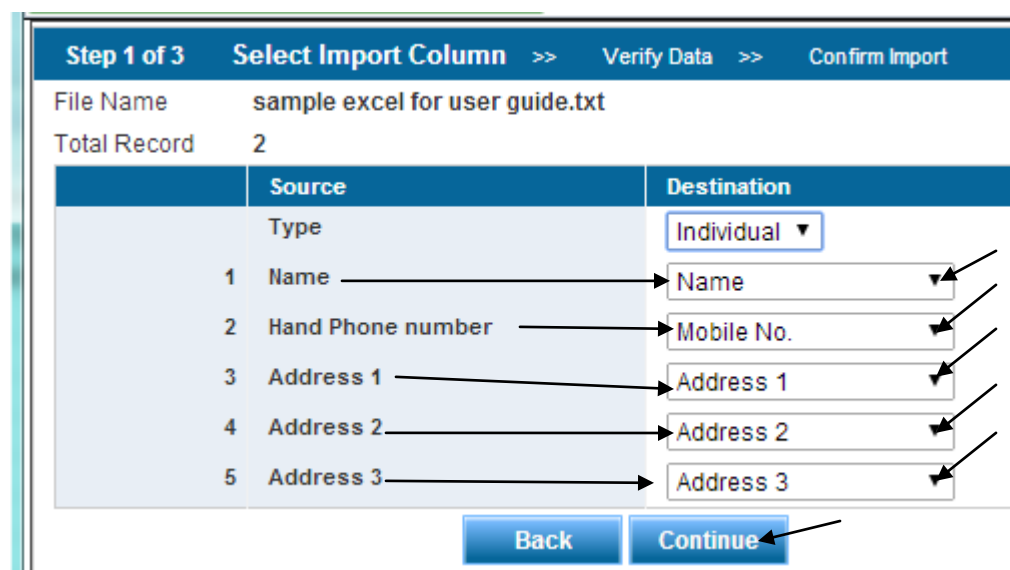 Step 1 of 3 Select Import Column >> Verify Data >> Confirm Import
File Name sample excel for user guide.txt
Total Record 2
Source Destination
Type Individual
1 Name Name
2 Hand Phone number Mobile No.
3 Address 1 Address 1
4 Address 2 Address 2
5 Address 3 Address 3
Back Continue